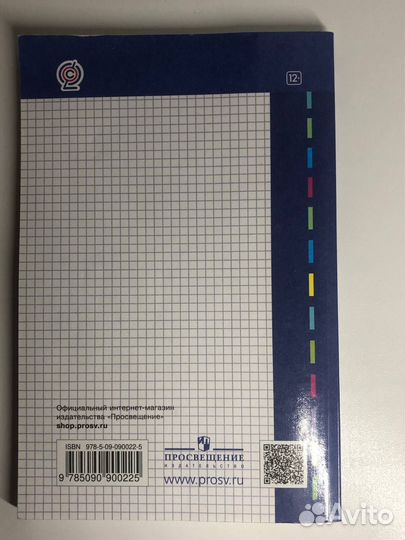 12+
Официальный интернет-магазин
издательства «Просвещение»
shop.prosv.ru
ISBN 978-5-09-090022-5
9 785090 900225
ПРОСВЕЩЕНИЕ
ИЗДАТЕЛЬСТВО
www.prosv.ru
Avito